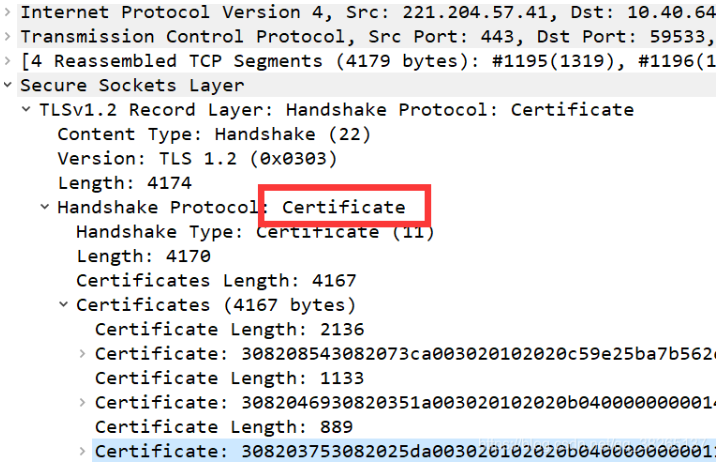 Internet Protocol Version 4, Src: 221.204.57.41, Dst: 10.40.64
Transmission Control Protocol, Src Port: 443, Dst Port: 59533,
[4 Reassembled TCP Segments (4179 bytes): #1195(1319), #1196(1
Secure Sockets Layer
TLSv1.2 Record Layer: Handshake Protocol: Certificate
Content Type: Handshake (22)
Version: TLS 1.2 (0x0303)
Length: 4174
Handshake Protocol: Certificate
Handshake Type: Certificate (11)
Length: 4170
Certificates Length: 4167
Certificates (4167 bytes)
Certificate Length: 2136
Certificate: 308208543082073ca003020102020c59e25ba7b562
Certificate Length: 1133
Certificate: 3082046930820351a003020102020b040000000001
Certificate Length: 889
Certificate: 308203753082025da003020102020b040000000001